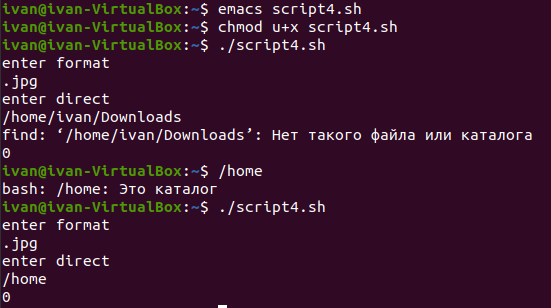 ivan@ivan-VirtualBox:~$ emacs script4.sh
ivan@ivan-VirtualBox:~$ chmod u+x script4.sh
ivan@ivan-VirtualBox:~$ ./script4.sh
enter format
.jpg
enter direct
/home/ivan/Downloads
find: ‘/home/ivan/Downloads’: Нет такого файла или каталога
0
ivan@ivan-VirtualBox:~$ /home
bash: /home: Это каталог
ivan@ivan-VirtualBox:~$ ./script4.sh
enter format
.jpg
enter direct
/home
0